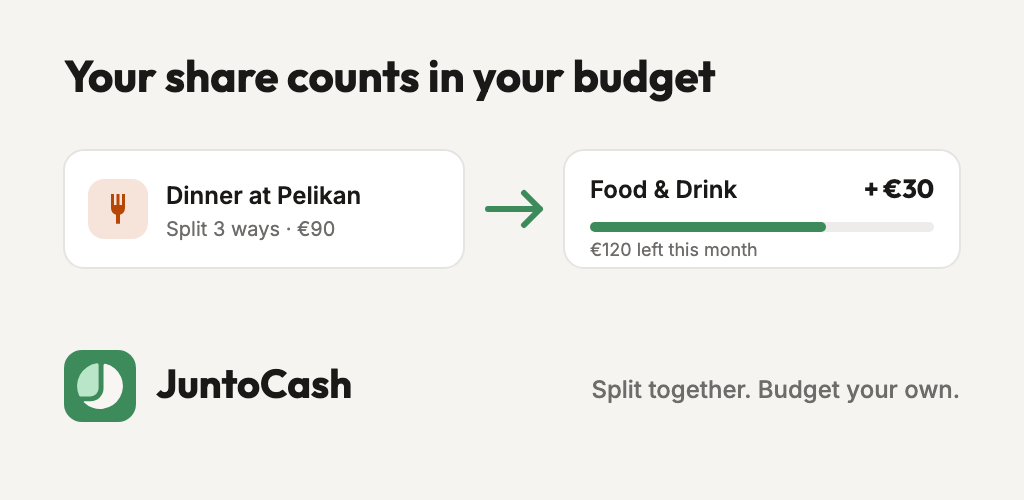 Your share counts in your budget
Dinner at Pelikan
Split 3 ways · €90
Food & Drink
+ €30
€120 left this month
JuntoCash
Split together. Budget your own.